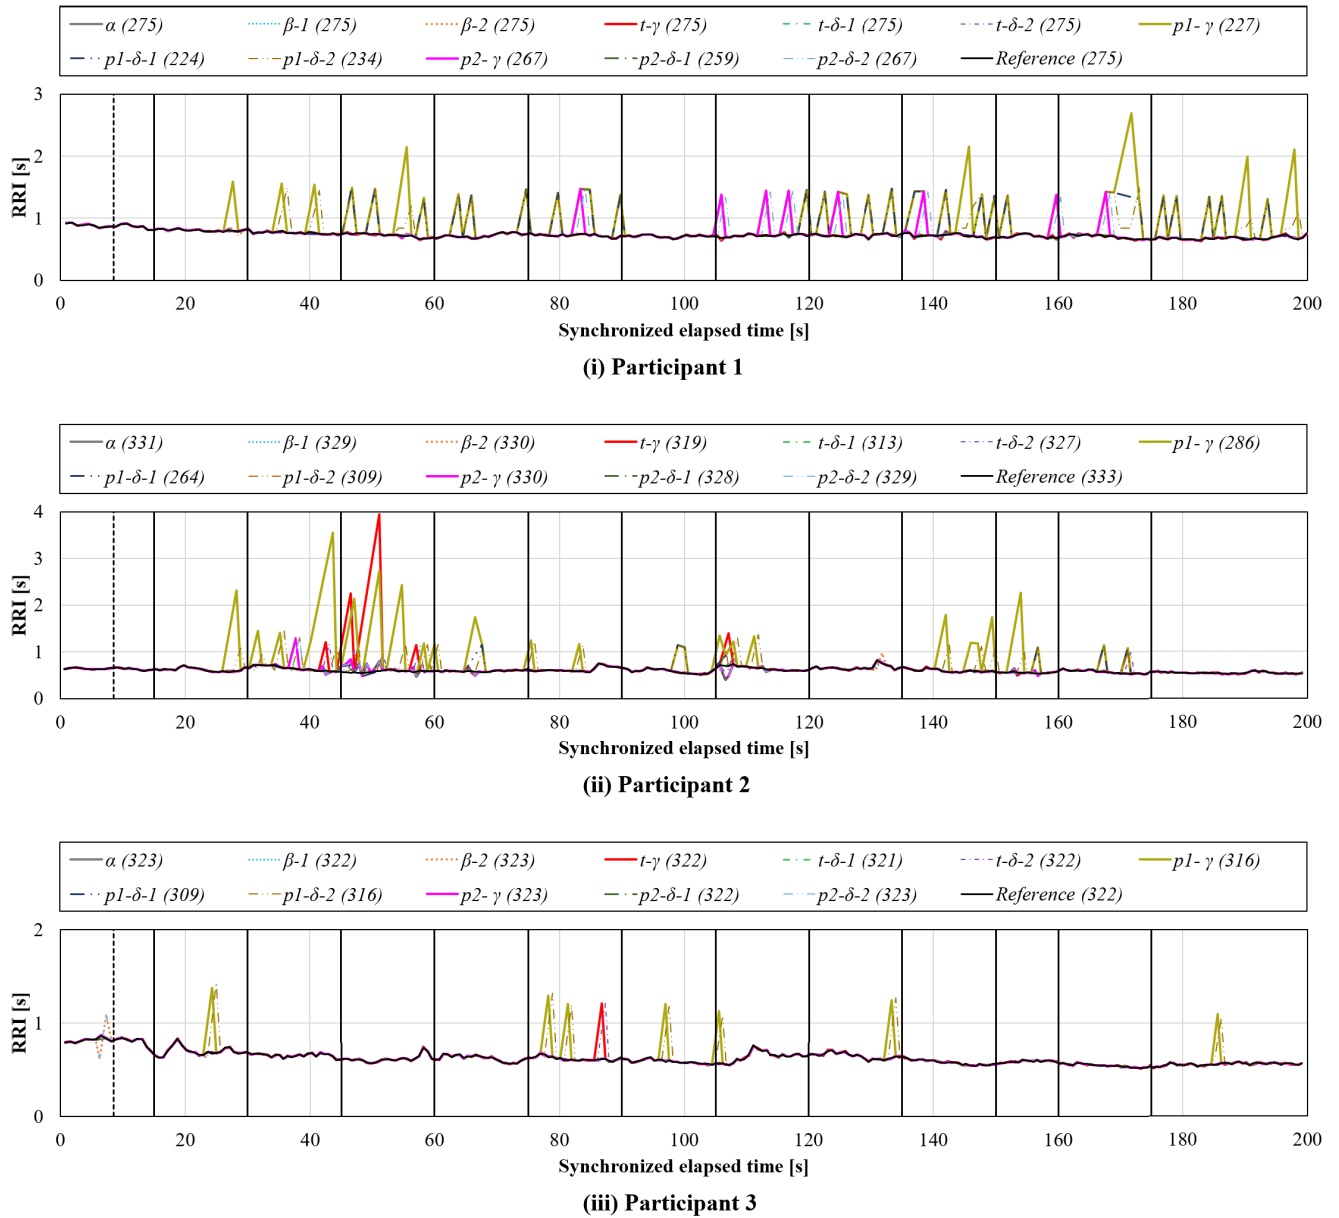 α (275) β-1 (275) β-2 (275) t-γ (275) t-δ-1 (275) t-δ-2 (275) p1- γ (227)
p1-δ-1 (224) p1-δ-2 (234) p2- γ (267) p2-δ-1 (259) p2-δ-2 (267) Reference (275)
3
2
1
0
RRI [s]
0 20 40 60 80 100 120 140 160 180 200
Synchronized elapsed time [s]
(i) Participant 1
α (331) β-1 (329) β-2 (330) t-γ (319) t-δ-1 (313) t-δ-2 (327) p1- γ (286)
p1-δ-1 (264) p1-δ-2 (309) p2- γ (330) p2-δ-1 (328) p2-δ-2 (329) Reference (333)
4
3
2
1
0
RRI [s]
0 20 40 60 80 100 120 140 160 180 200
Synchronized elapsed time [s]
(ii) Participant 2
α (323) β-1 (322) β-2 (323) t-γ (322) t-δ-1 (321) t-δ-2 (322) p1- γ (316)
p1-δ-1 (309) p1-δ-2 (316) p2- γ (323) p2-δ-1 (322) p2-δ-2 (323) Reference (322)
2
1
0
RRI [s]
0 20 40 60 80 100 120 140 160 180 200
Synchronized elapsed time [s]
(iii) Participant 3